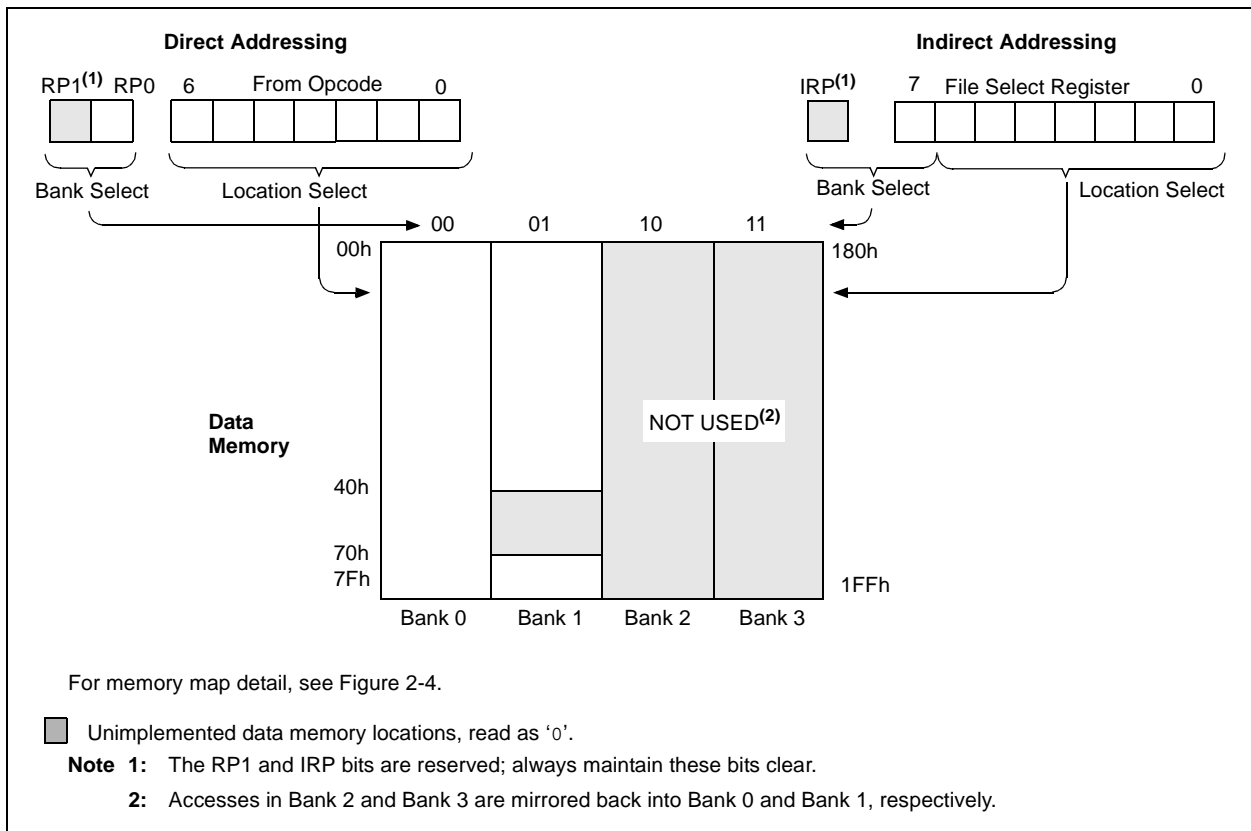 Direct Addressing
Indirect Addressing
RP1(1) RP0 6 From Opcode 0
IRP(1) 7 File Select Register 0
Bank Select Location Select
Bank Select Location Select
00 01 10 11
00h 180h
NOT USED(2)
Data
Memory
40h
70h
7Fh 1FFh
Bank 0 Bank 1 Bank 2 Bank 3
For memory map detail, see Figure 2-4.
Unimplemented data memory locations, read as ‘0’.
Note 1: The RP1 and IRP bits are reserved; always maintain these bits clear.
2: Accesses in Bank 2 and Bank 3 are mirrored back into Bank 0 and Bank 1, respectively.